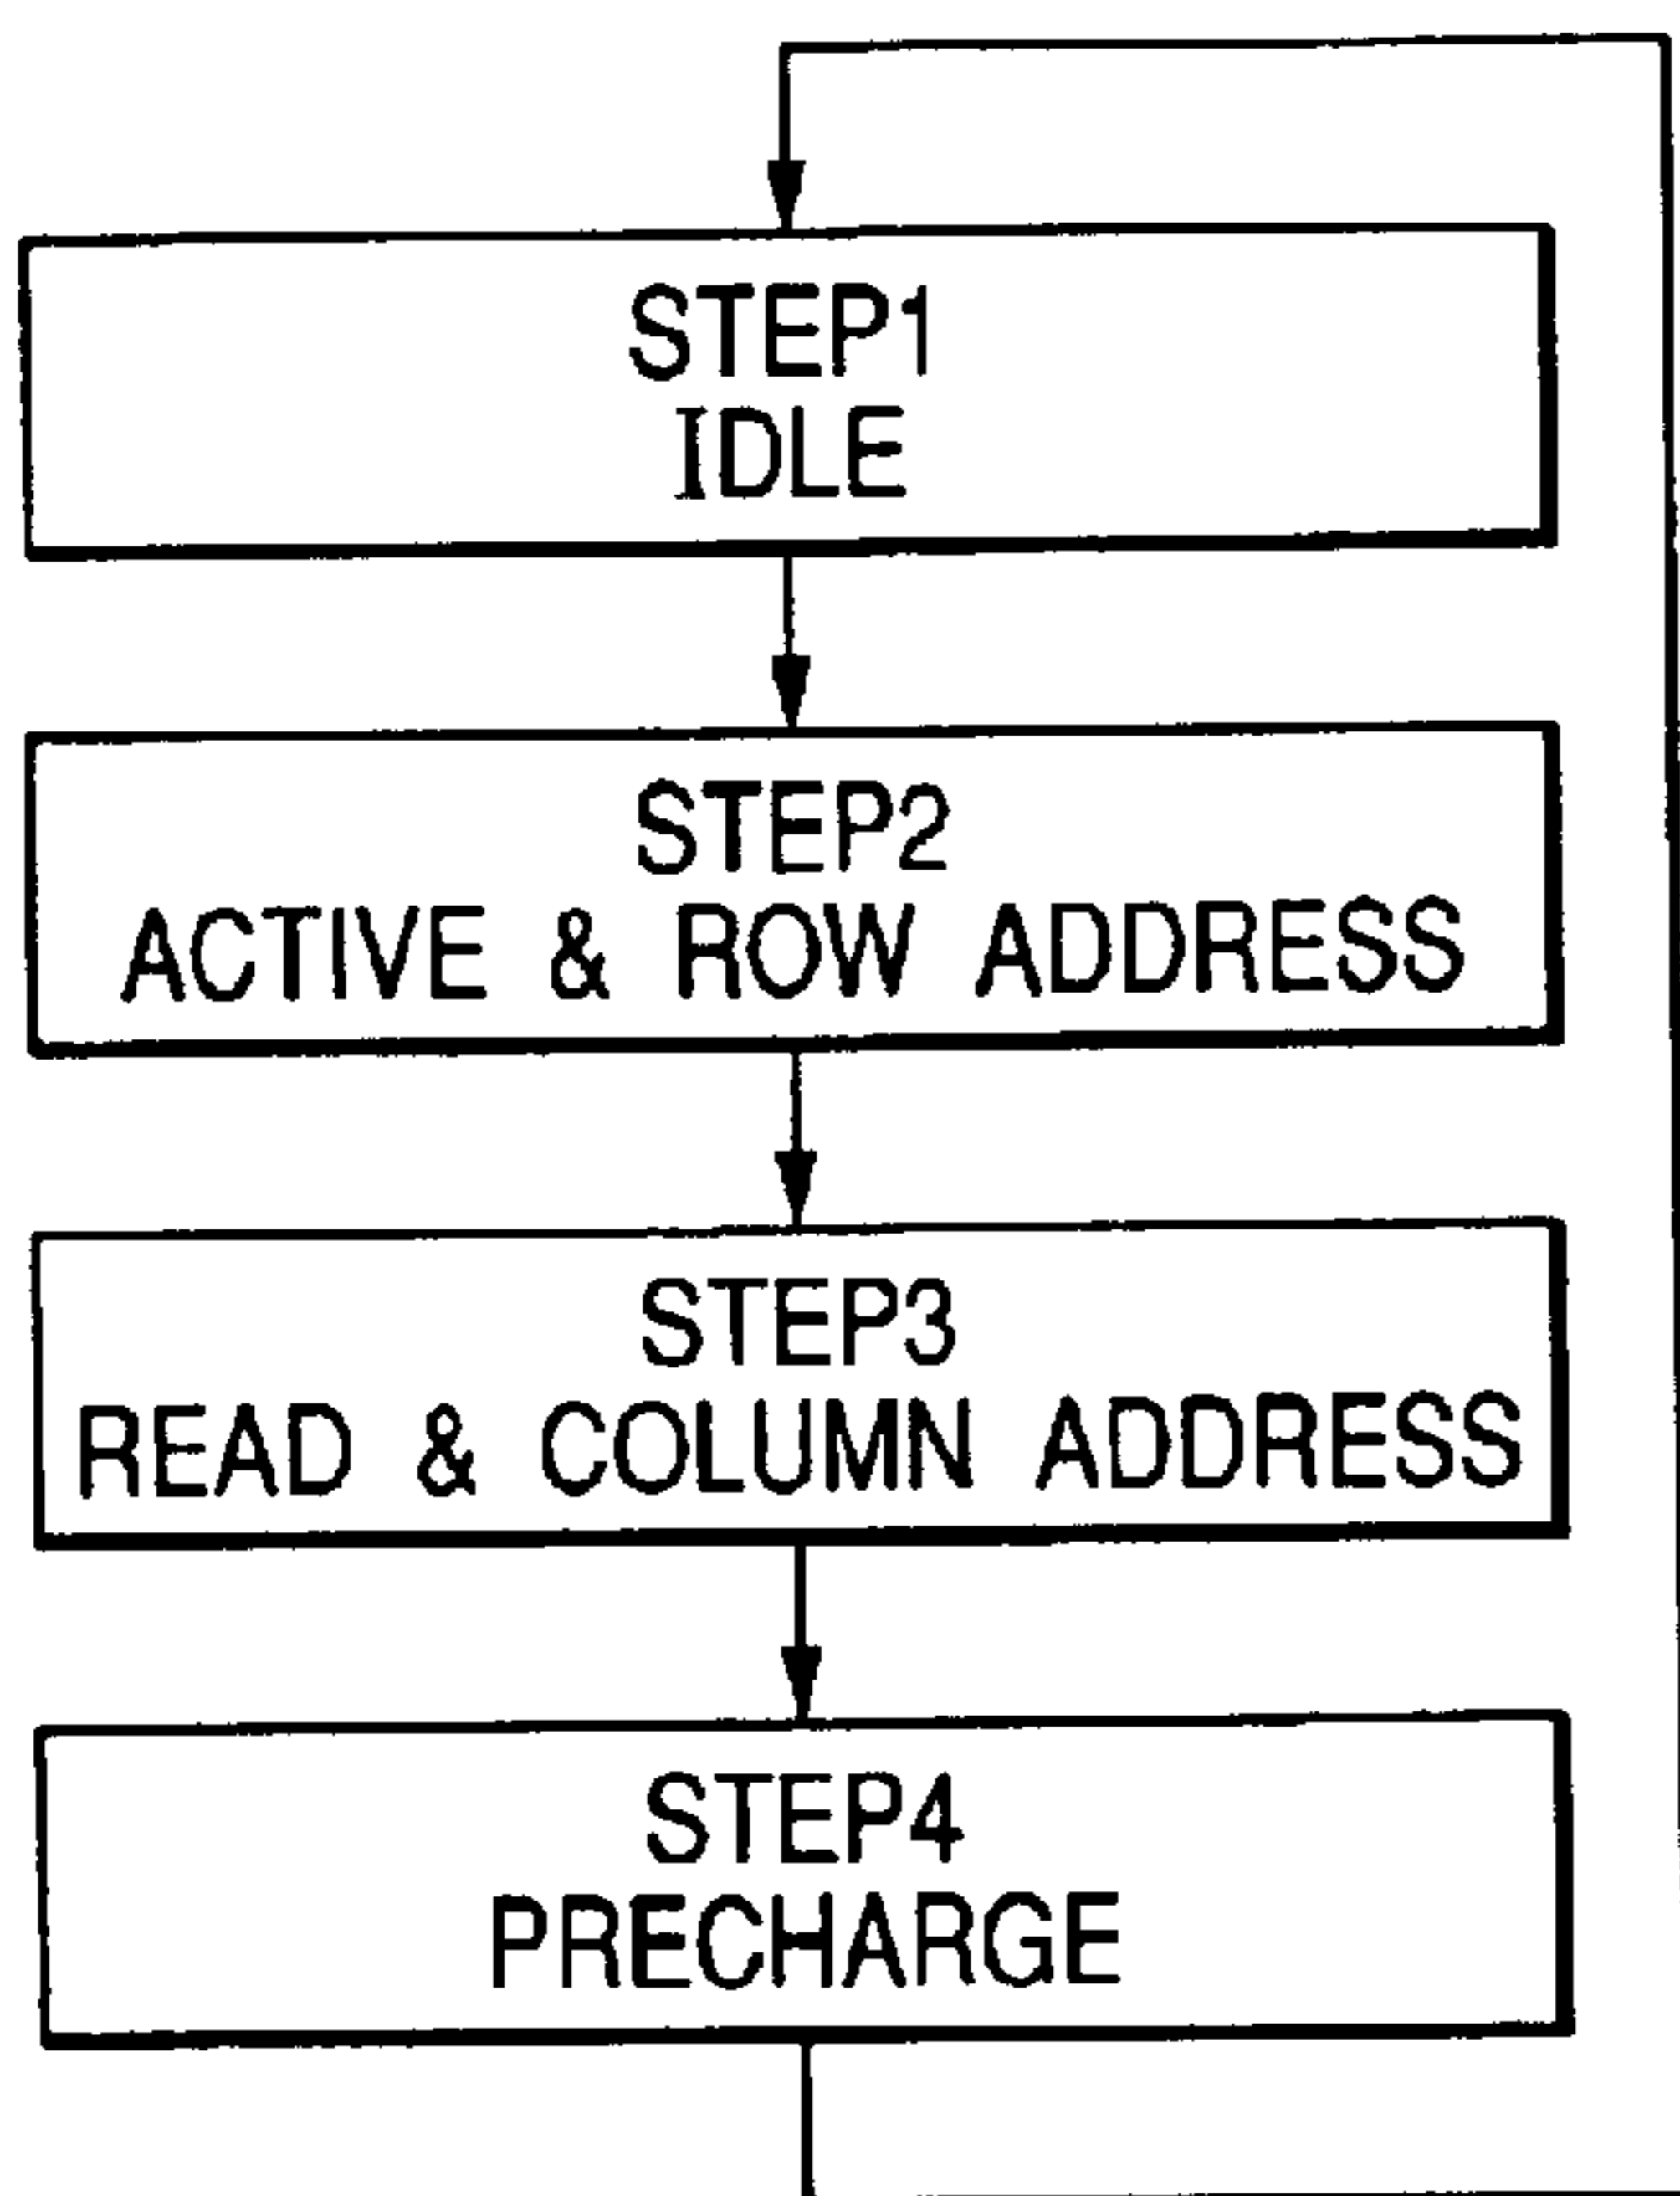 STEP1
IDLE
STEP2
ACTIVE & ROW ADDRESS
STEP3
READ & COLUMN ADDRESS
STEP4
PRECHARGE